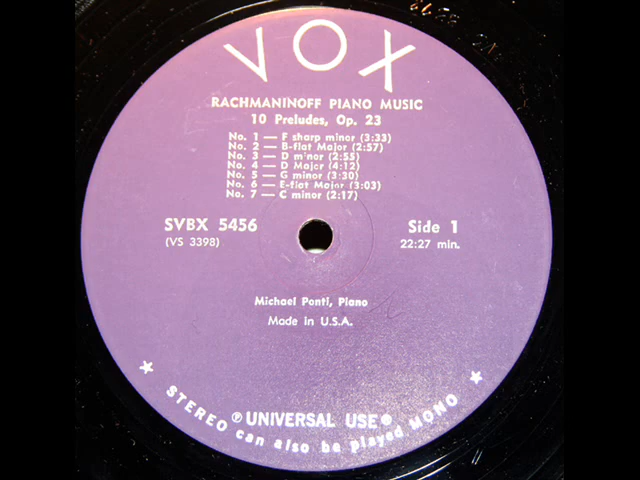 VOX
RACHMANINOFF PIANO MUSIC
10 Preludes, Op. 23
No. 1 — F sharp minor (3:33)
No. 2 — B-flat Major (2:57)
No. 3 — D minor (2:55)
No. 4 — D Major (4:12)
No. 5 — G minor (3:30)
No. 6 — E-flat Major (3:03)
No. 7 — C minor (2:17)
SVBX 5456
(VS 3398)
Side 1
22:27 min.
Michael Ponti, Piano
Made in U.S.A.
℗ UNIVERSAL USE ®
★ STEREO can also be played MONO ★